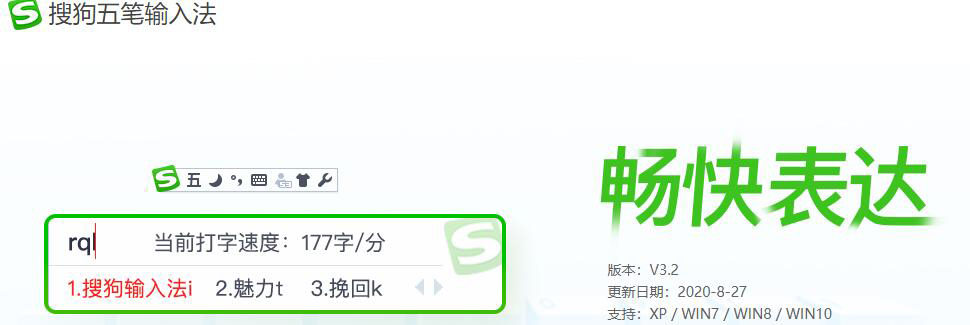 搜狗五笔输入法
畅快表达
五
rql 当前打字速度：177字/分
1.搜狗输入法i 2.魅力t 3.挽回k
版本：V3.2
更新日期：2020-8-27
支持：XP / WIN7 / WIN8 / WIN10